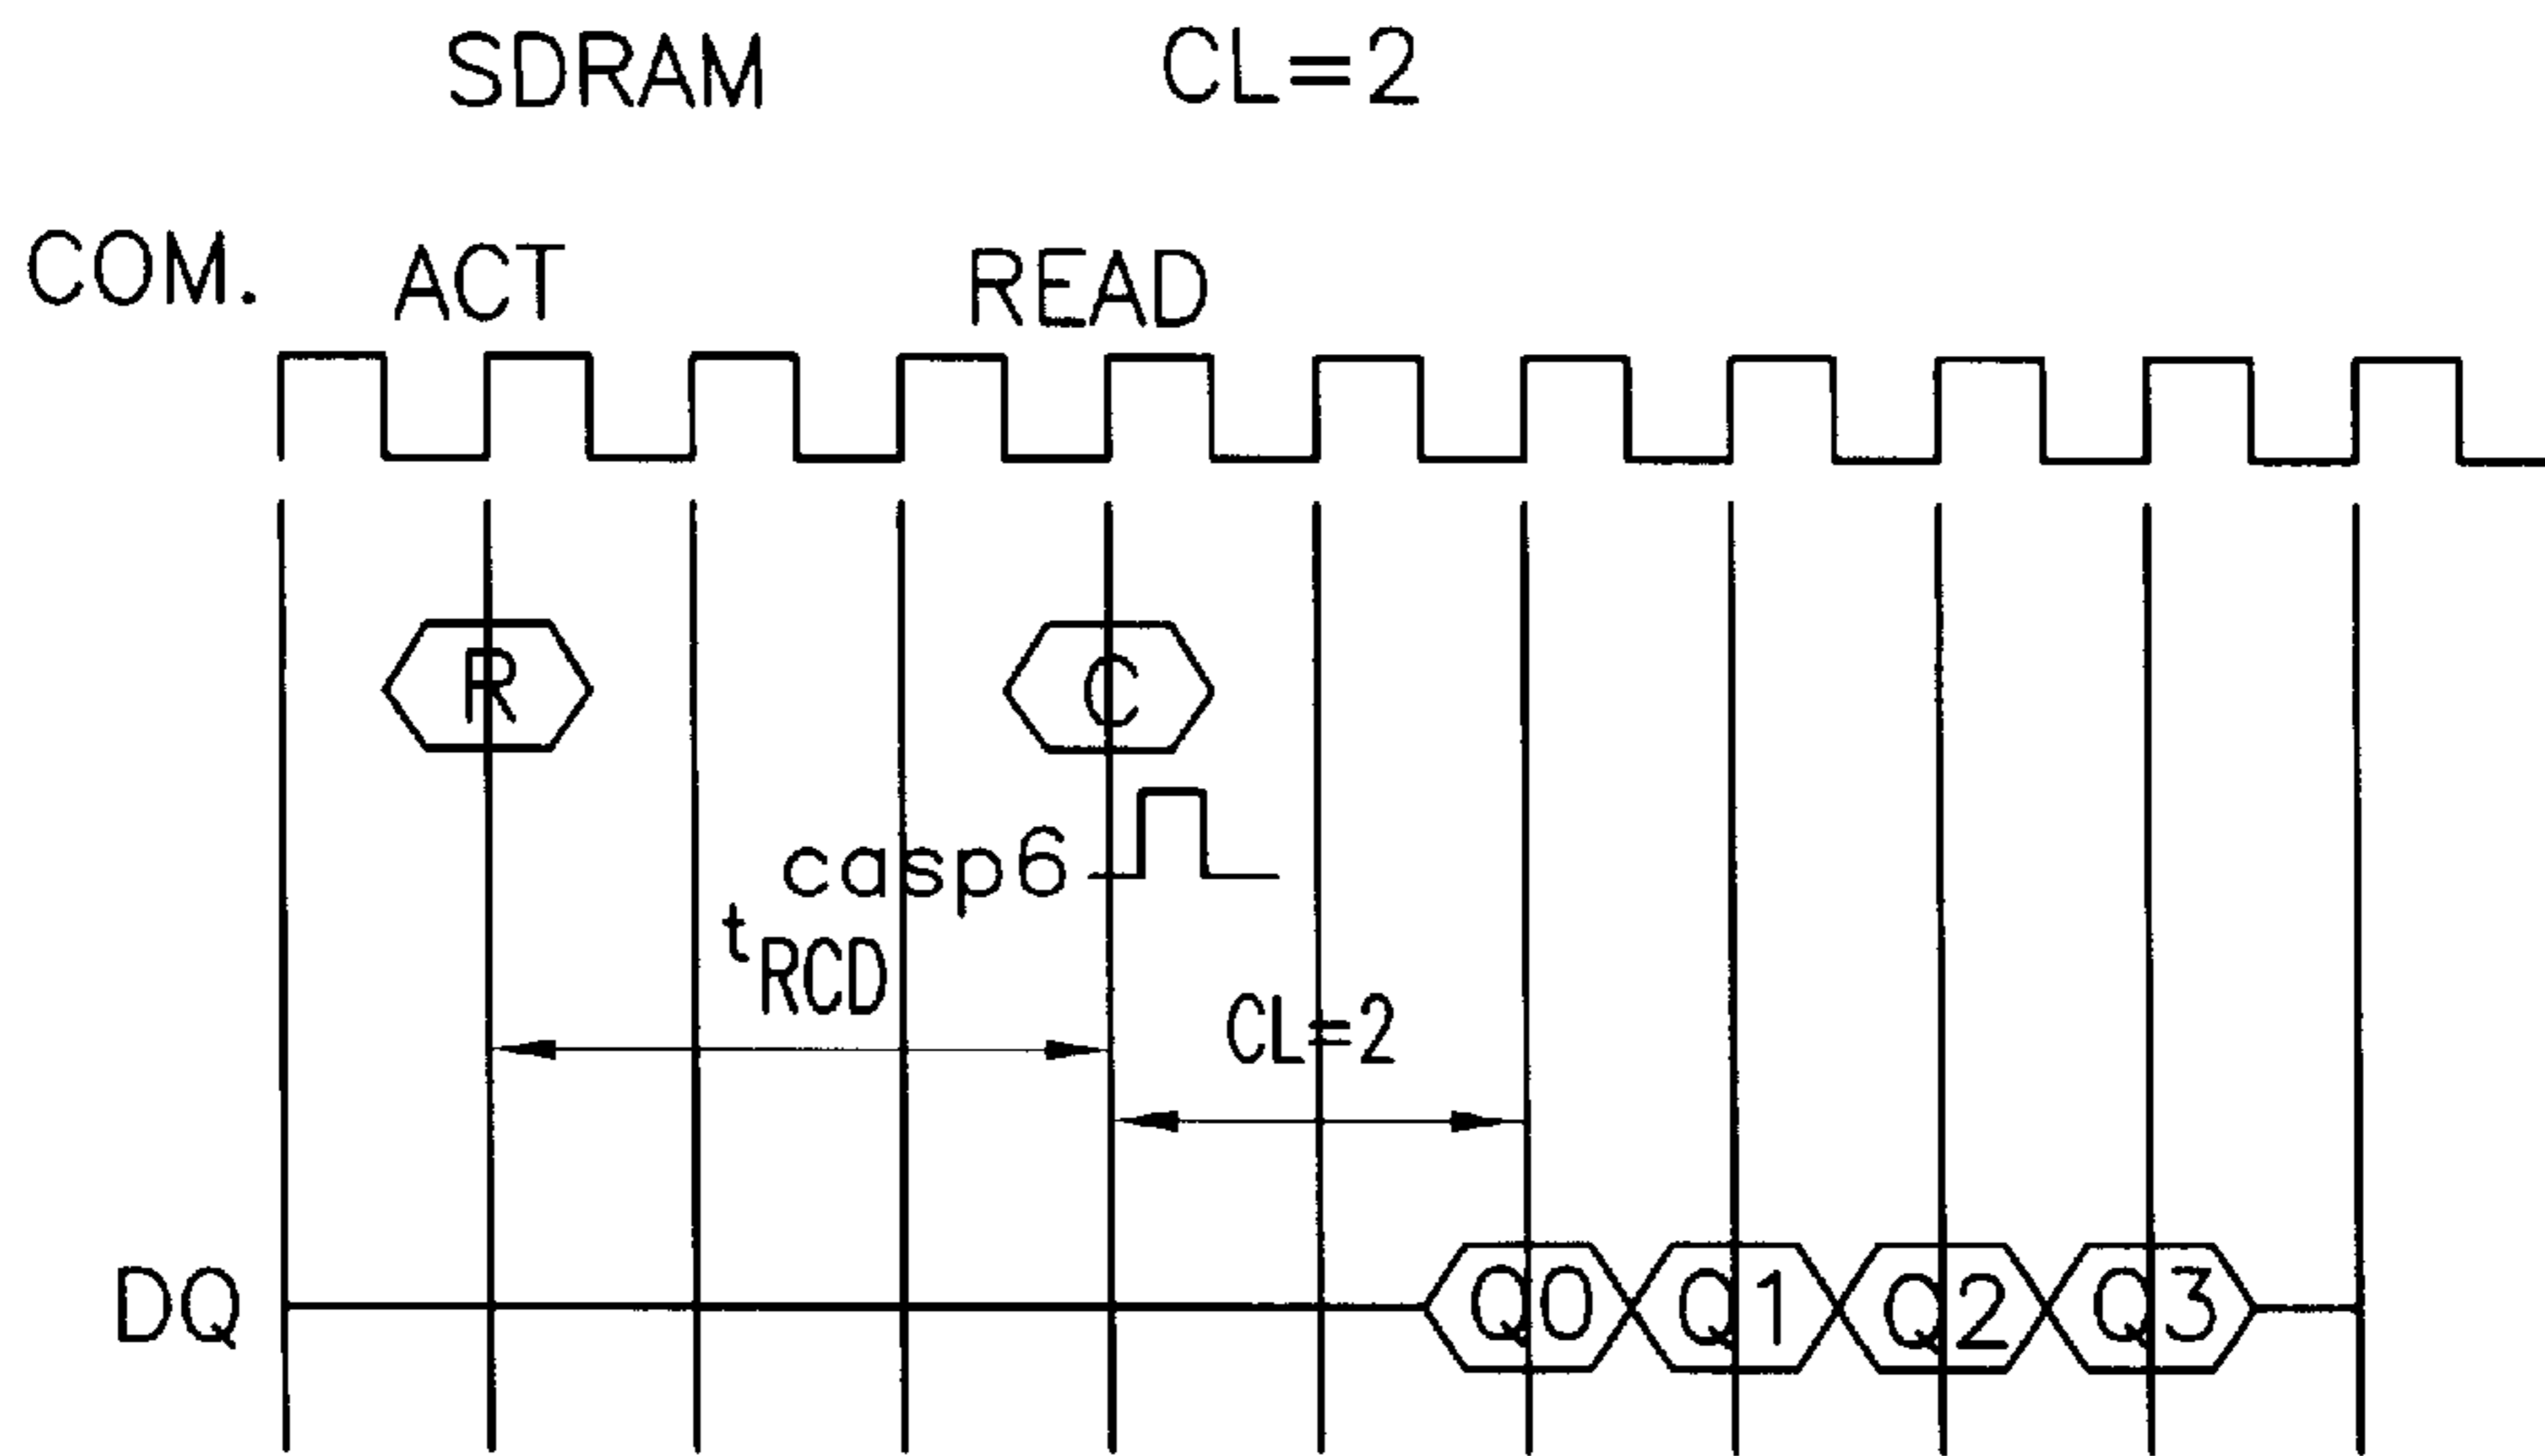 SDRAM CL=2
COM. ACT READ
R C
casp6
tRCD
CL=2
DQ Q0 Q1 Q2 Q3